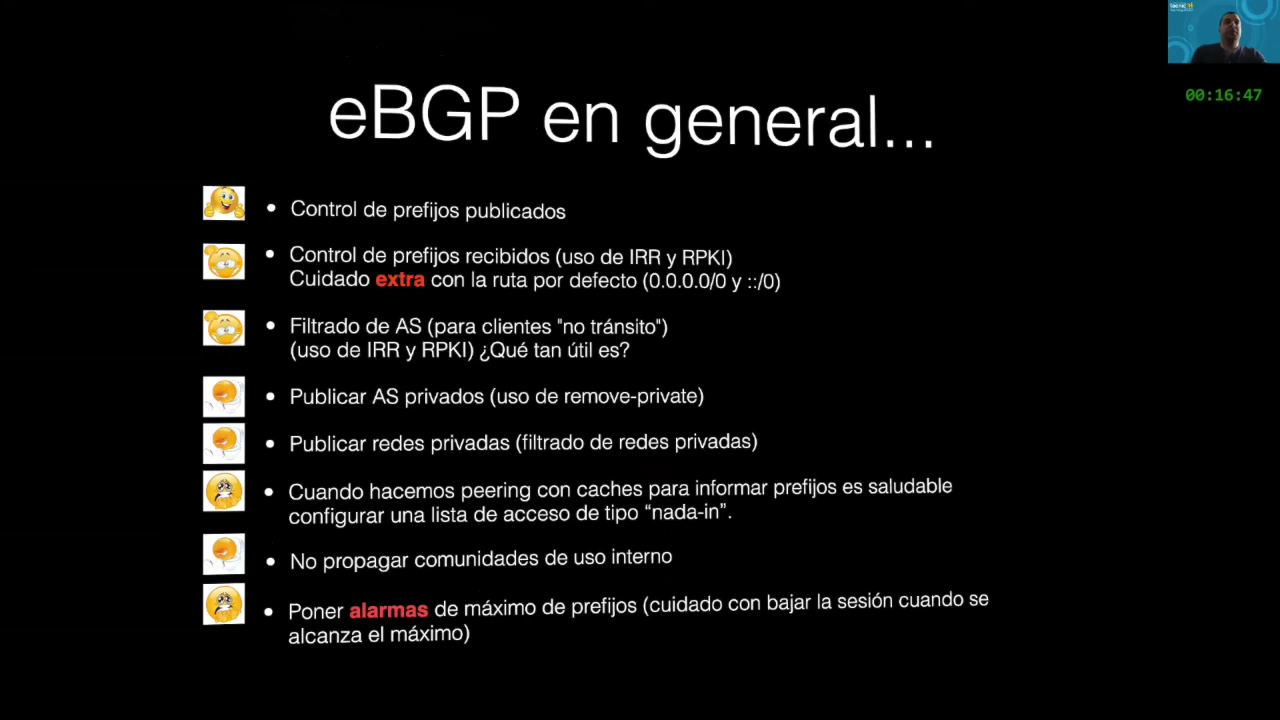 eBGP en general...
00:16:47
• Control de prefijos publicados
• Control de prefijos recibidos (uso de IRR y RPKI)
Cuidado extra con la ruta por defecto (0.0.0.0/0 y ::/0)
• Filtrado de AS (para clientes "no tránsito")
(uso de IRR y RPKI) ¿Qué tan útil es?
• Publicar AS privados (uso de remove-private)
• Publicar redes privadas (filtrado de redes privadas)
• Cuando hacemos peering con caches para informar prefijos es saludable
configurar una lista de acceso de tipo “nada-in”.
• No propagar comunidades de uso interno
• Poner alarmas de máximo de prefijos (cuidado con bajar la sesión cuando se
alcanza el máximo)